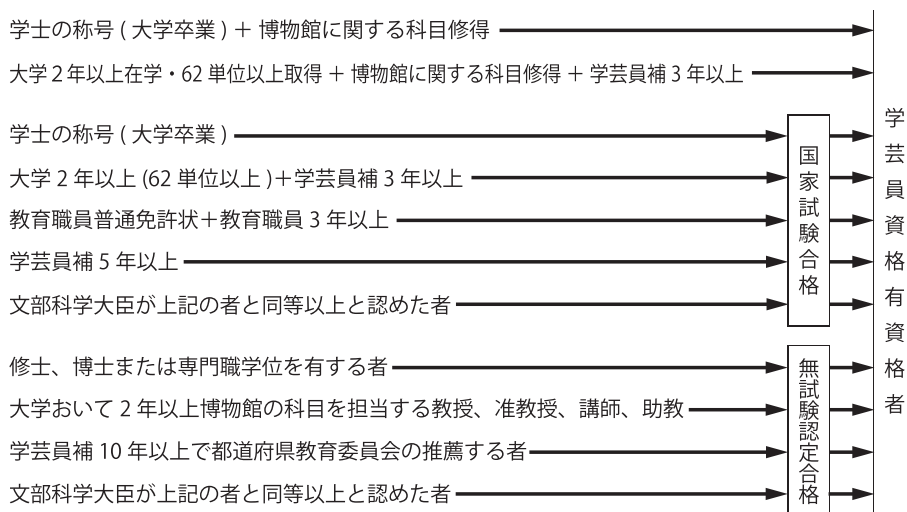 学士の称号 ( 大学卒業 ) ＋ 博物館に関する科目修得
大学 2 年以上在学・62 単位以上取得 ＋ 博物館に関する科目修得 ＋ 学芸員補 3 年以上
学士の称号 ( 大学卒業 )
大学 2 年以上 (62 単位以上 )＋学芸員補 3 年以上
教育職員普通免許状＋教育職員 3 年以上
学芸員補 5 年以上
文部科学大臣が上記の者と同等以上と認めた者
国家試験合格
修士、博士または専門職学位を有する者
大学おいて 2 年以上博物館の科目を担当する教授、准教授、講師、助教
学芸員補 10 年以上で都道府県教育委員会の推薦する者
文部科学大臣が上記の者と同等以上と認めた者
無試験認定合格
学芸員資格有資格者